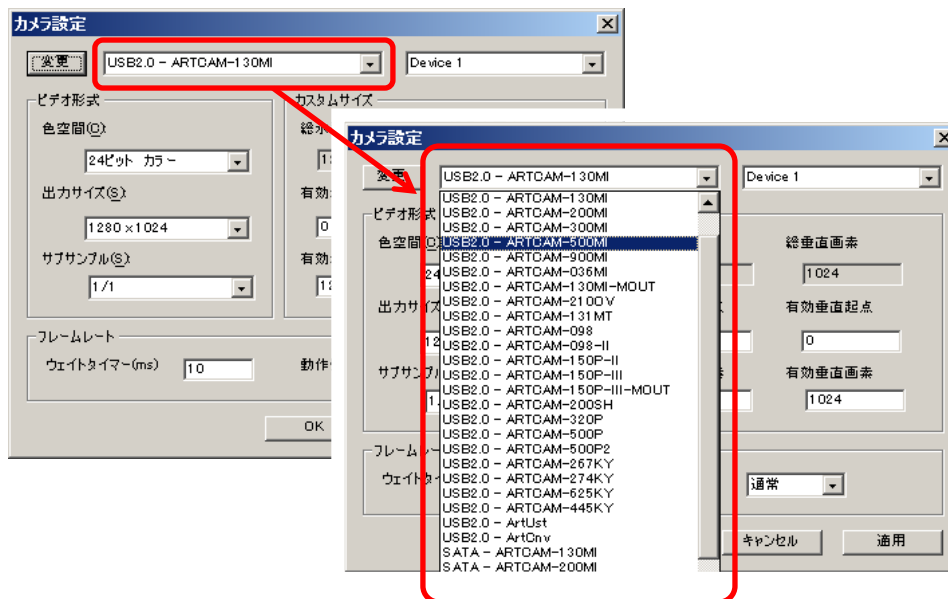 カメラ設定
変更
USB2.0 - ARTCAM-130MI
Device 1
ビデオ形式
色空間(C):
24ビット カラー
出力サイズ(S):
1280 x 1024
サブサンプル(S):
1/1
カスタムサイズ
フレームレート
ウェイトタイマー(ms)
10
OK
カメラ設定
USB2.0 - ARTCAM-130MI
Device 1
USB2.0 - ARTCAM-130MI
USB2.0 - ARTCAM-200MI
USB2.0 - ARTCAM-300MI
USB2.0 - ARTCAM-500MI
USB2.0 - ARTCAM-900MI
USB2.0 - ARTCAM-036MI
USB2.0 - ARTCAM-130MI-MOUT
USB2.0 - ARTCAM-2100V
USB2.0 - ARTCAM-131MT
USB2.0 - ARTCAM-098
USB2.0 - ARTCAM-098-II
USB2.0 - ARTCAM-150P-II
USB2.0 - ARTCAM-150P-III
USB2.0 - ARTCAM-150P-III-MOUT
USB2.0 - ARTCAM-200SH
USB2.0 - ARTCAM-320P
USB2.0 - ARTCAM-500P
USB2.0 - ARTCAM-500P2
USB2.0 - ARTCAM-267KY
USB2.0 - ARTCAM-274KY
USB2.0 - ARTCAM-625KY
USB2.0 - ARTCAM-445KY
USB2.0 - ArtUst
USB2.0 - ArtCnv
SATA - ARTCAM-130MI
SATA - ARTCAM-200MI
ビデオ形式
色空間
総垂直画素
1024
有効垂直起点
0
有効垂直画素
1024
通常
キャンセル
適用